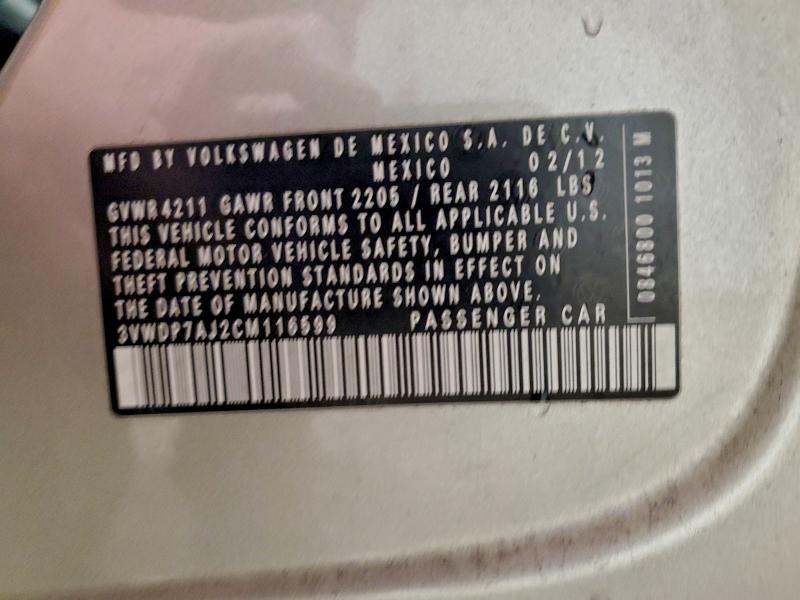 MFD BY VOLKSWAGEN DE MEXICO S.A. DE C.V.
MEXICO 02/12
GVWR4211 GAWR FRONT 2205 / REAR 2116 LBS
THIS VEHICLE CONFORMS TO ALL APPLICABLE U.S.
FEDERAL MOTOR VEHICLE SAFETY, BUMPER AND
THEFT PREVENTION STANDARDS IN EFFECT ON
THE DATE OF MANUFACTURE SHOWN ABOVE.
3VWDP7AJ2CM116599 PASSENGER CAR
0846800 1013 M